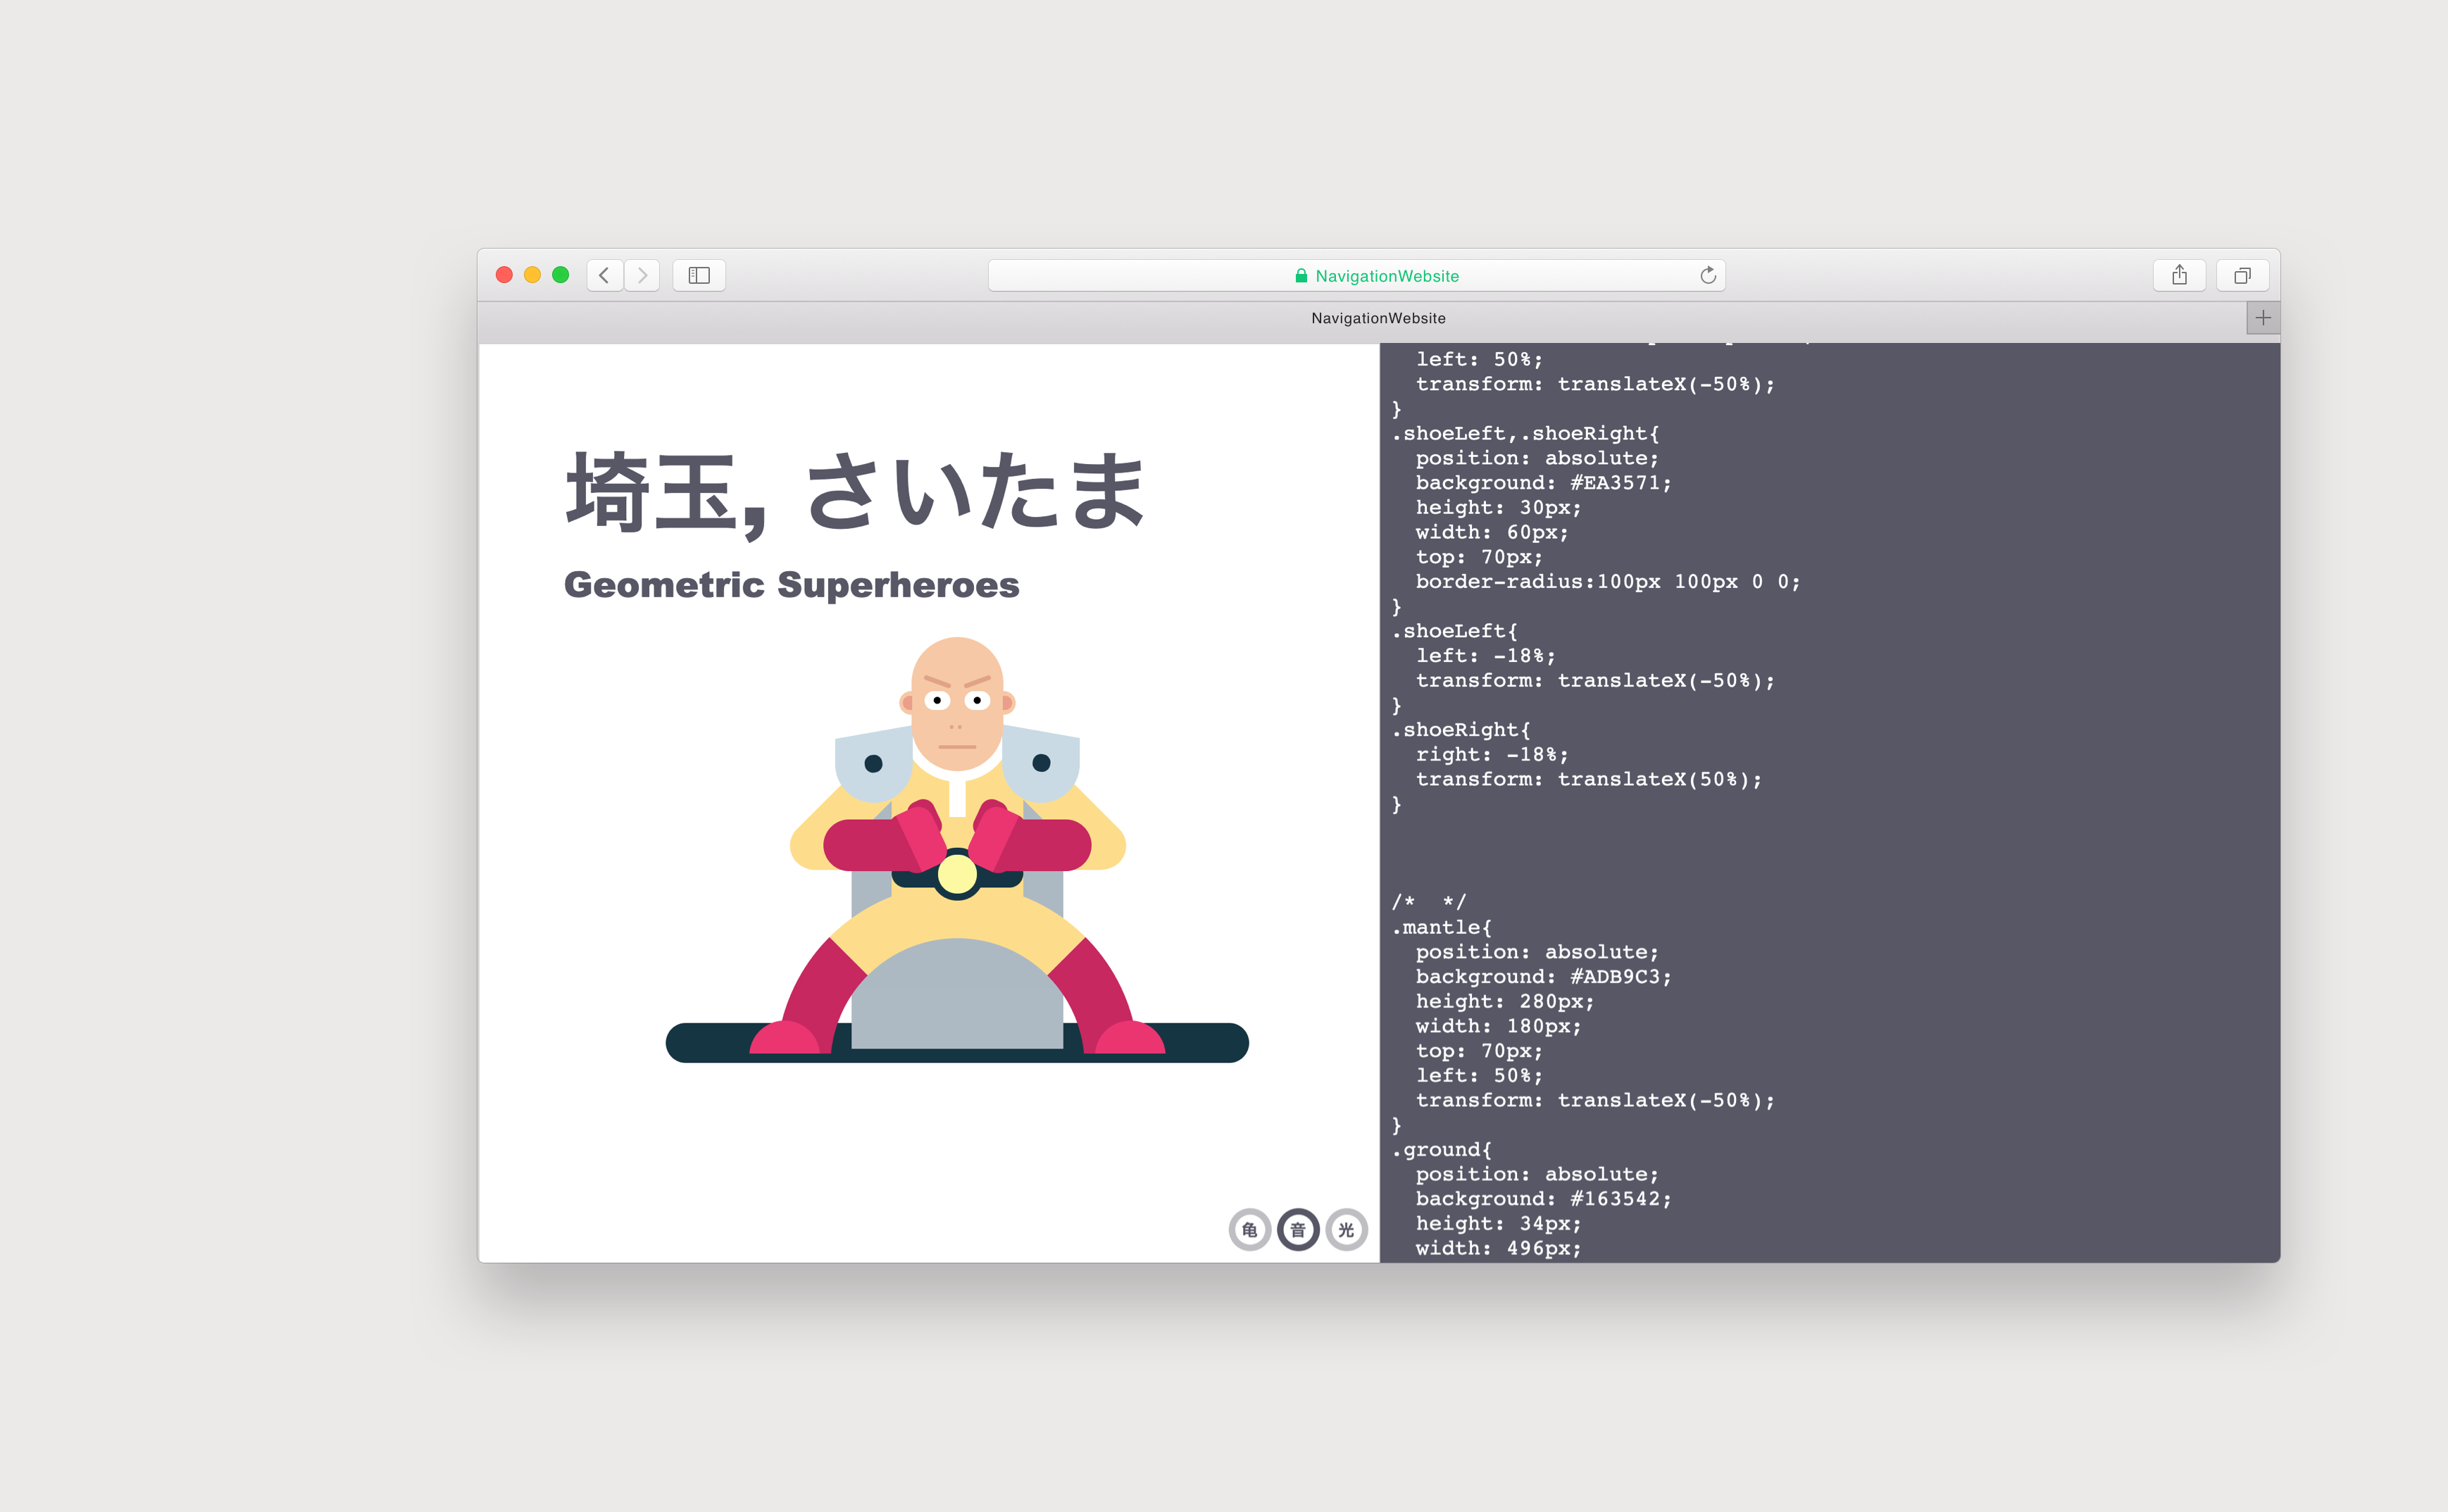 NavigationWebsite
NavigationWebsite
埼玉, さいたま
Geometric Superheroes
亀 音 光
left: 50%;
transform: translateX(-50%);
}
.shoeLeft,.shoeRight{
position: absolute;
background: #EA3571;
height: 30px;
width: 60px;
top: 70px;
border-radius:100px 100px 0 0;
}
.shoeLeft{
left: -18%;
transform: translateX(-50%);
}
.shoeRight{
right: -18%;
transform: translateX(50%);
}
/*  */
.mantle{
position: absolute;
background: #ADB9C3;
height: 280px;
width: 180px;
top: 70px;
left: 50%;
transform: translateX(-50%);
}
.ground{
position: absolute;
background: #163542;
height: 34px;
width: 496px;